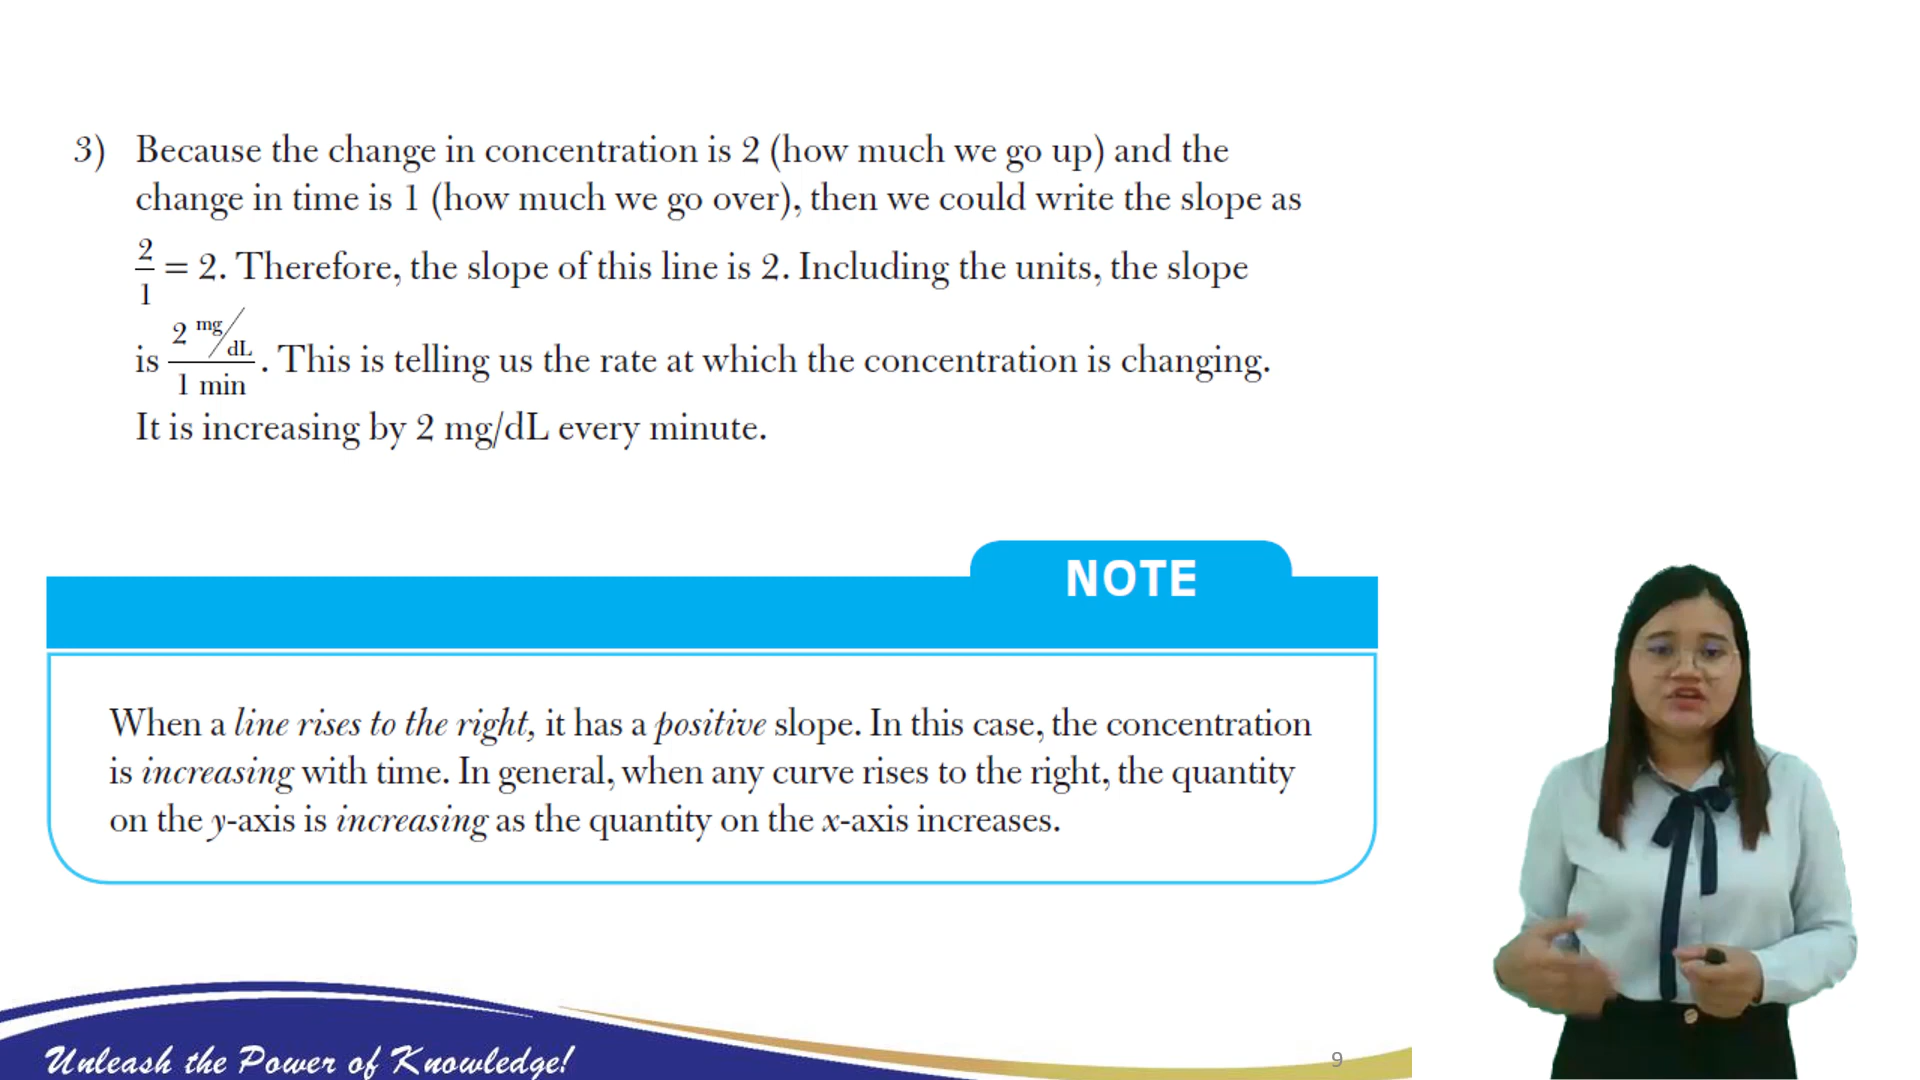 3) Because the change in concentration is 2 (how much we go up) and the
change in time is 1 (how much we go over), then we could write the slope as
2/1 = 2. Therefore, the slope of this line is 2. Including the units, the slope
is 2 mg/dL / 1 min. This is telling us the rate at which the concentration is changing.
It is increasing by 2 mg/dL every minute.
NOTE
When a line rises to the right, it has a positive slope. In this case, the concentration
is increasing with time. In general, when any curve rises to the right, the quantity
on the y-axis is increasing as the quantity on the x-axis increases.
Unleash the Power of Knowledge!
9